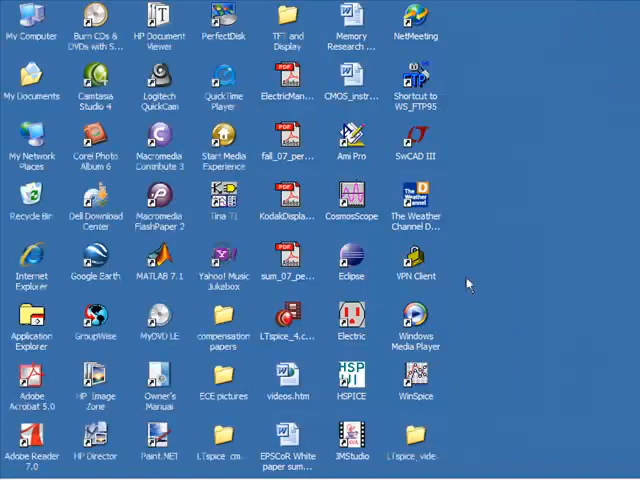 My Computer
Burn CDs &
DVDs with S...
HP Document
Viewer
PerfectDisk
TFT and
Display
Memory
Research ...
NetMeeting
My Documents
Camtasia
Studio 4
Logitech
QuickCam
QuickTime
Player
ElectricMan...
CMOS_instr...
Shortcut to
WS_FTP95
My Network
Places
Corel Photo
Album 6
Macromedia
Contribute 3
Start Media
Experience
fall_07_per...
Ami Pro
SwCAD III
Recycle Bin
Dell Download
Center
Macromedia
FlashPaper 2
Tina TI
KodakDispla...
CosmosScope
The Weather
Channel D...
Internet
Explorer
Google Earth
MATLAB 7.1
Yahoo! Music
Jukebox
sum_07_pe...
Eclipse
VPN Client
Application
Explorer
GroupWise
MyDVD LE
compensation
papers
LTspice_4.c...
Electric
Windows
Media Player
Adobe
Acrobat 5.0
HP Image
Zone
Owner's
Manual
ECE pictures
videos.htm
HSPICE
WinSpice
Adobe Reader
7.0
HP Director
Paint.NET
LTspice_cm...
EPSCoR White
paper sum...
IMStudio
LTspice_vide...